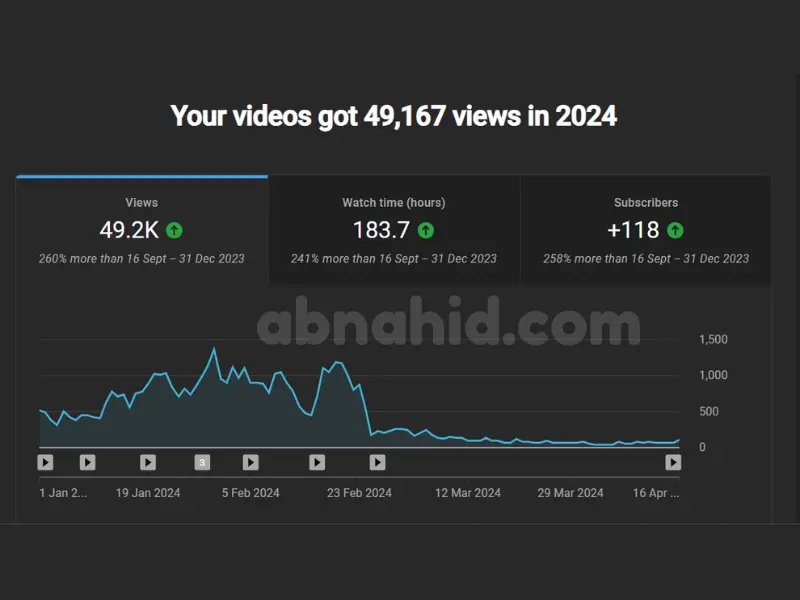 Your videos got 49,167 views in 2024
Views
49.2K
260% more than 16 Sept – 31 Dec 2023
Watch time (hours)
183.7
241% more than 16 Sept – 31 Dec 2023
Subscribers
+118
258% more than 16 Sept – 31 Dec 2023
abnahid.com
1,500
1,000
500
0
3
1 Jan 2... 19 Jan 2024 5 Feb 2024 23 Feb 2024 12 Mar 2024 29 Mar 2024 16 Apr ...